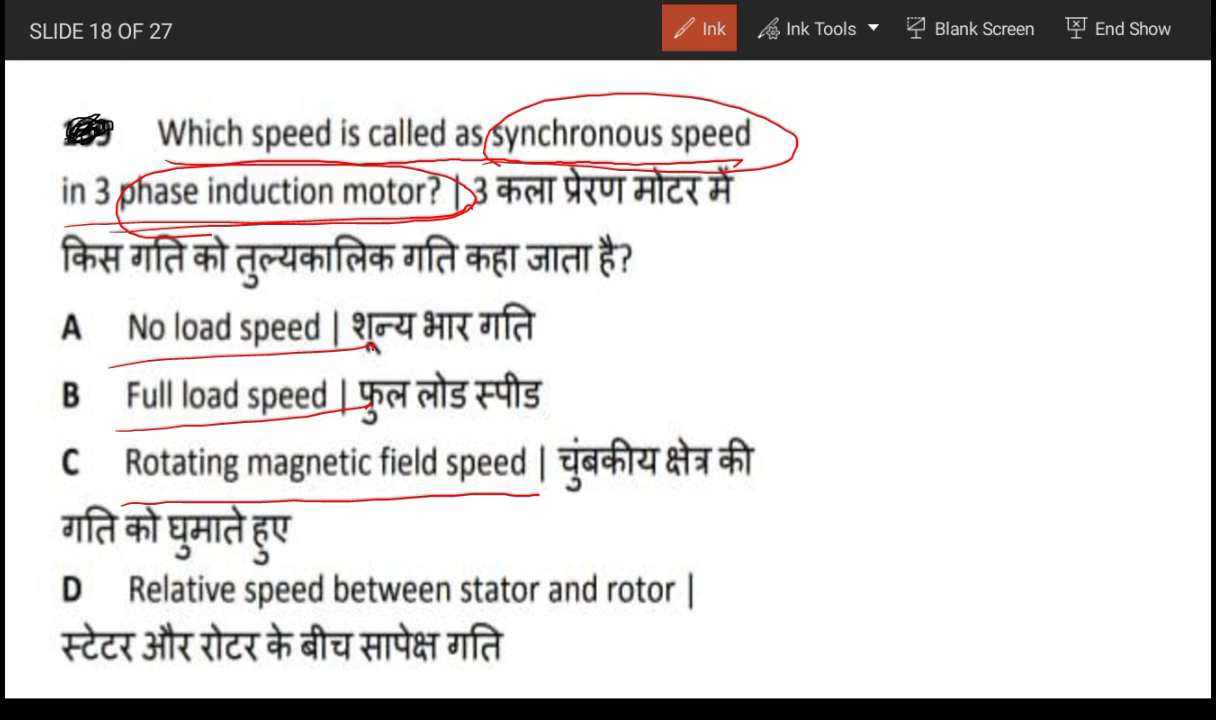 SLIDE 18 OF 27
Ink
Ink Tools
Blank Screen
End Show
Which speed is called as synchronous speed
in 3 phase induction motor? | 3 कला प्रेरण मोटर में
किस गति को तुल्यकालिक गति कहा जाता है?
A No load speed | शून्य भार गति
B Full load speed | फुल लोड स्पीड
C Rotating magnetic field speed | चुंबकीय क्षेत्र की
गति को घुमाते हुए
D Relative speed between stator and rotor |
स्टेटर और रोटर के बीच सापेक्ष गति